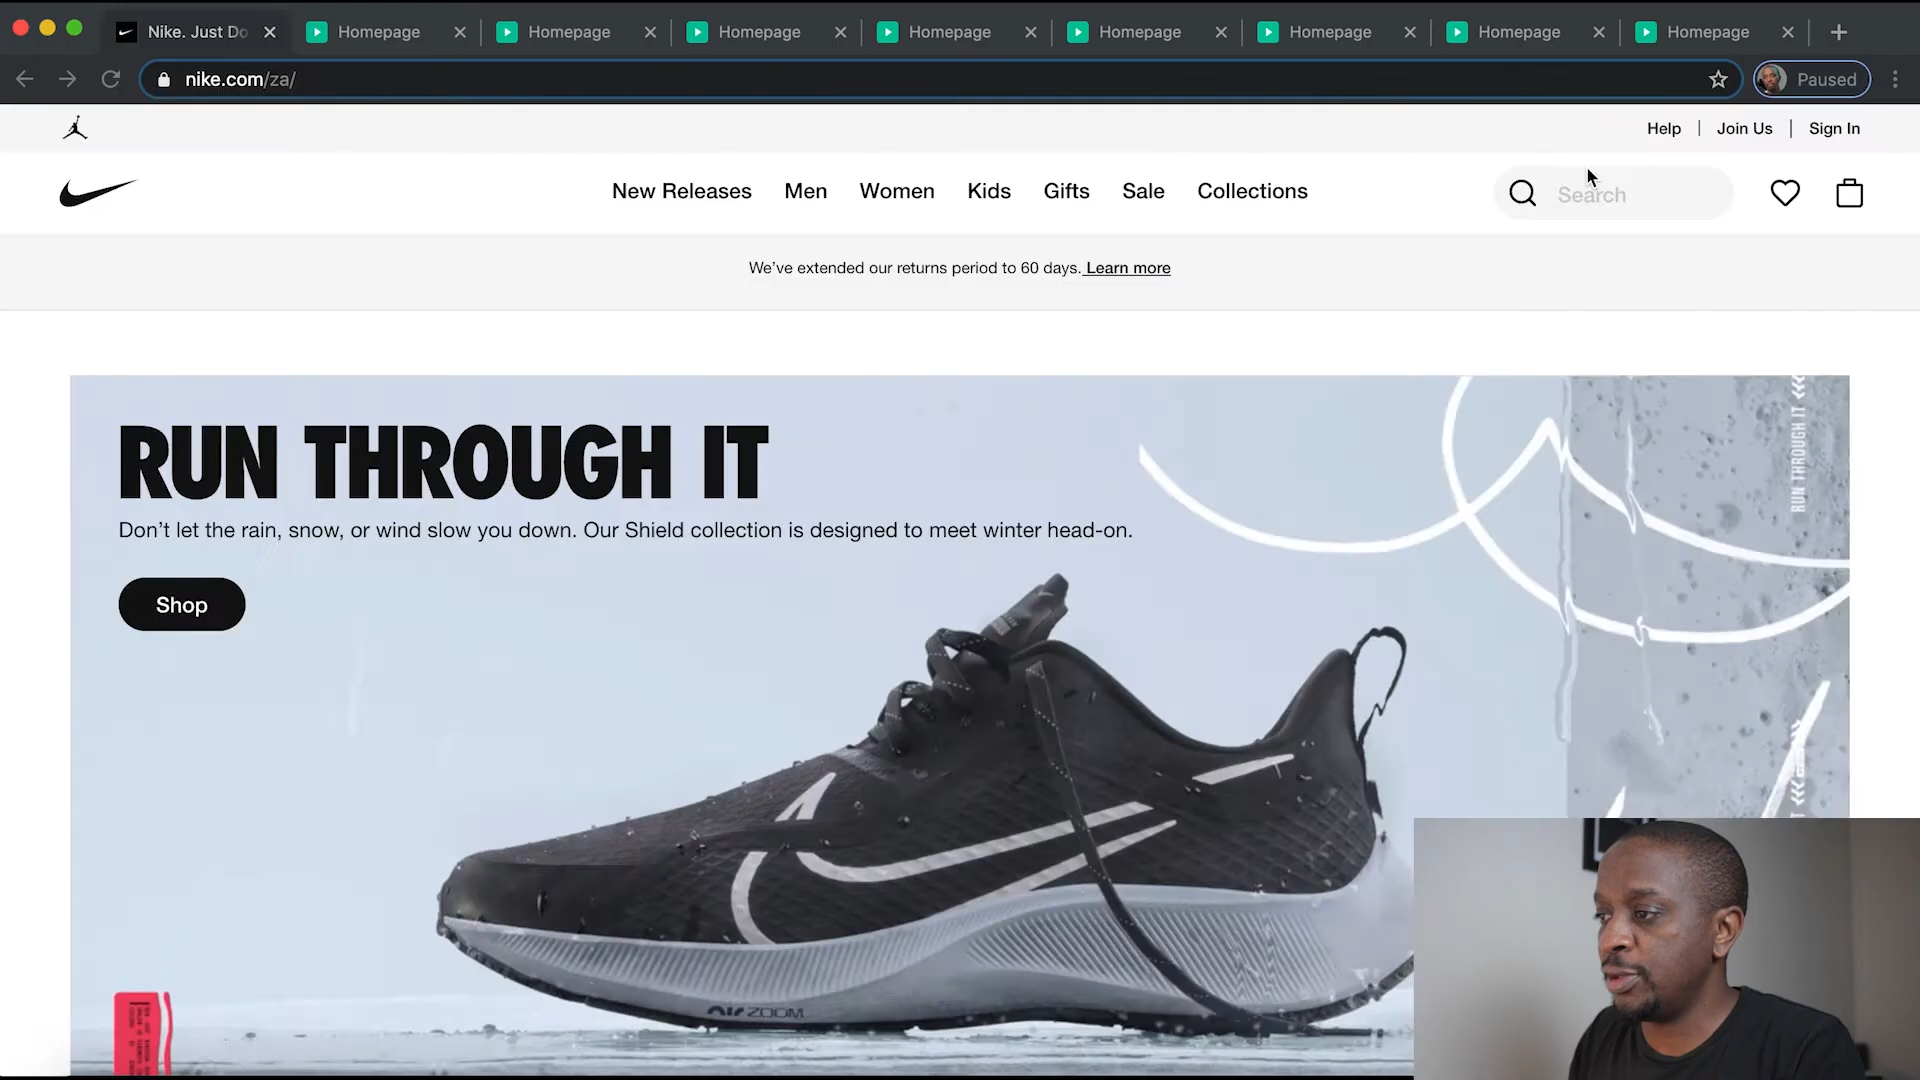 Nike. Just Do
Homepage
Homepage
Homepage
Homepage
Homepage
Homepage
Homepage
Homepage
nike.com/za/
Paused
Help
Join Us
Sign In
New Releases
Men
Women
Kids
Gifts
Sale
Collections
Search
We’ve extended our returns period to 60 days. Learn more
RUN THROUGH IT
Don’t let the rain, snow, or wind slow you down. Our Shield collection is designed to meet winter head-on.
Shop
RUN THROUGH IT
AIR ZOOM